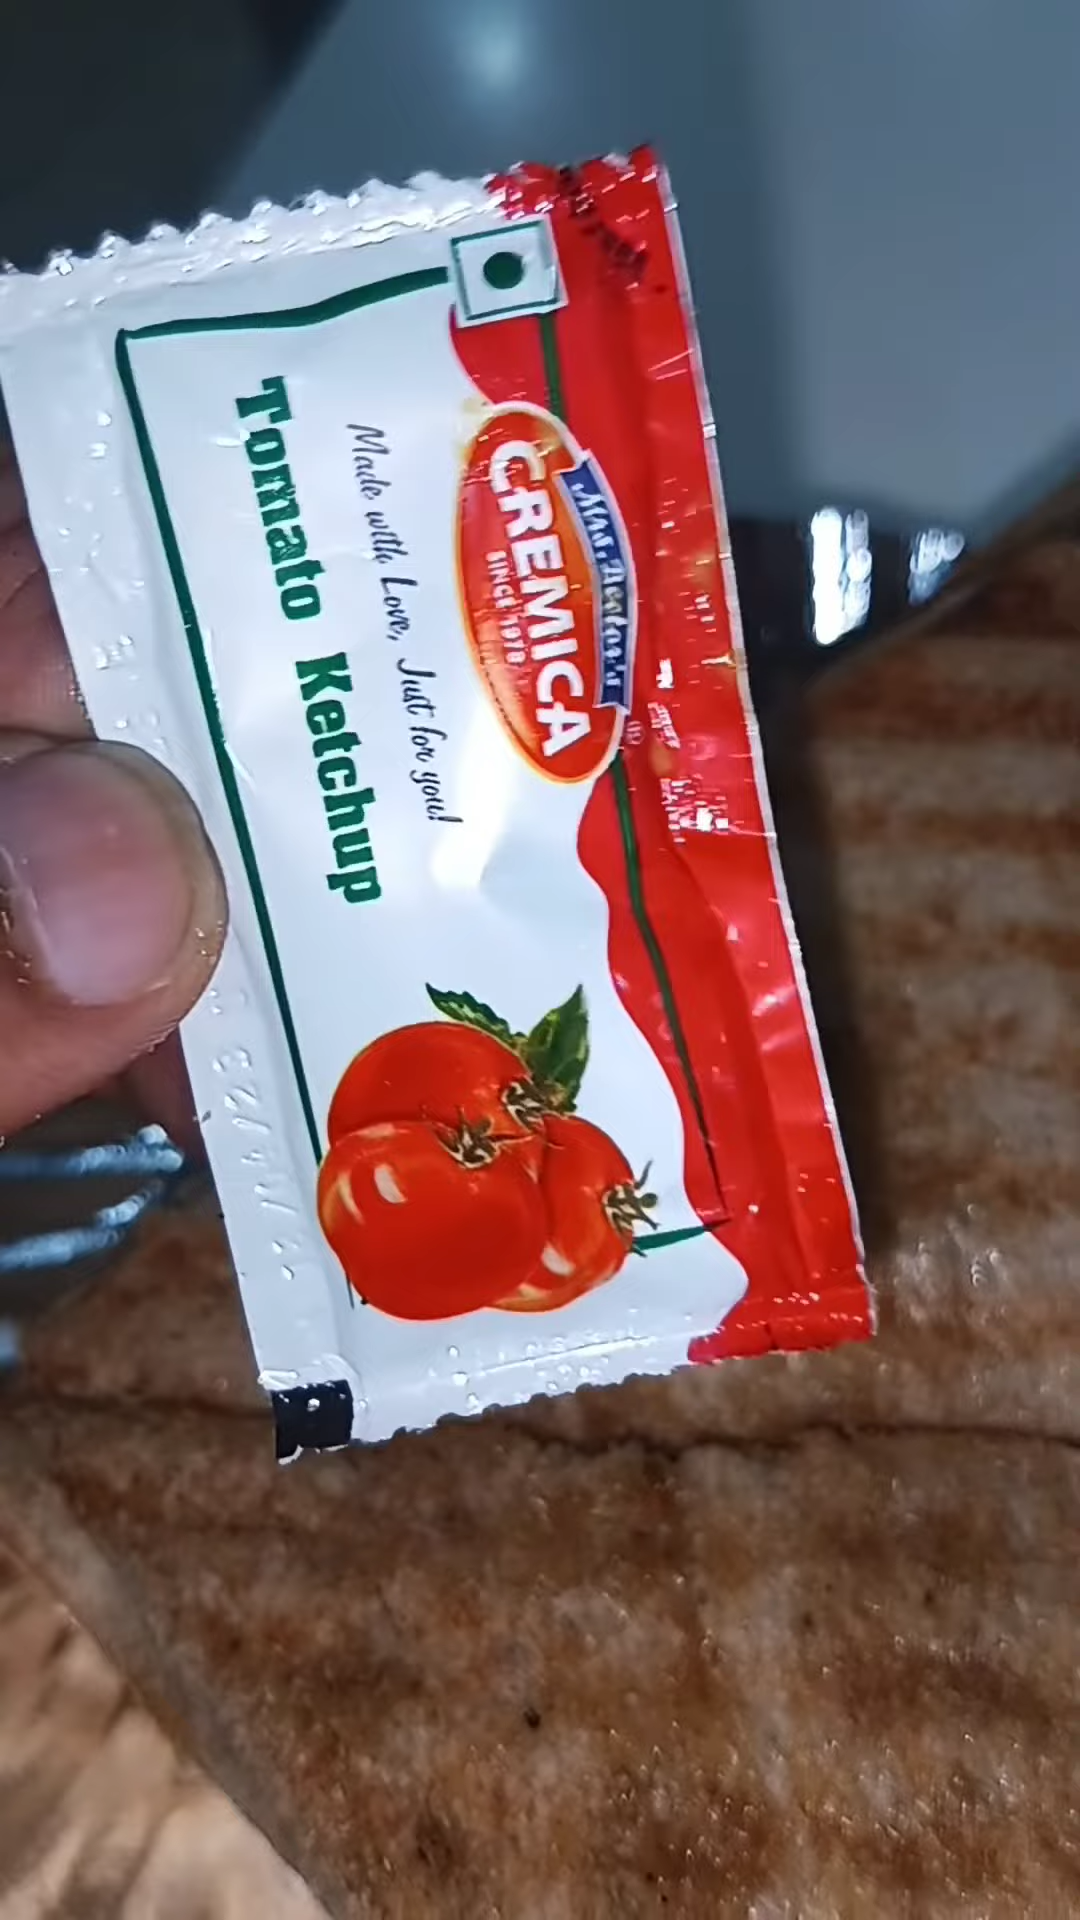 Mrs. Bector's
CREMICA
SINCE 1978
Made with Love, Just for you!
Tomato Ketchup